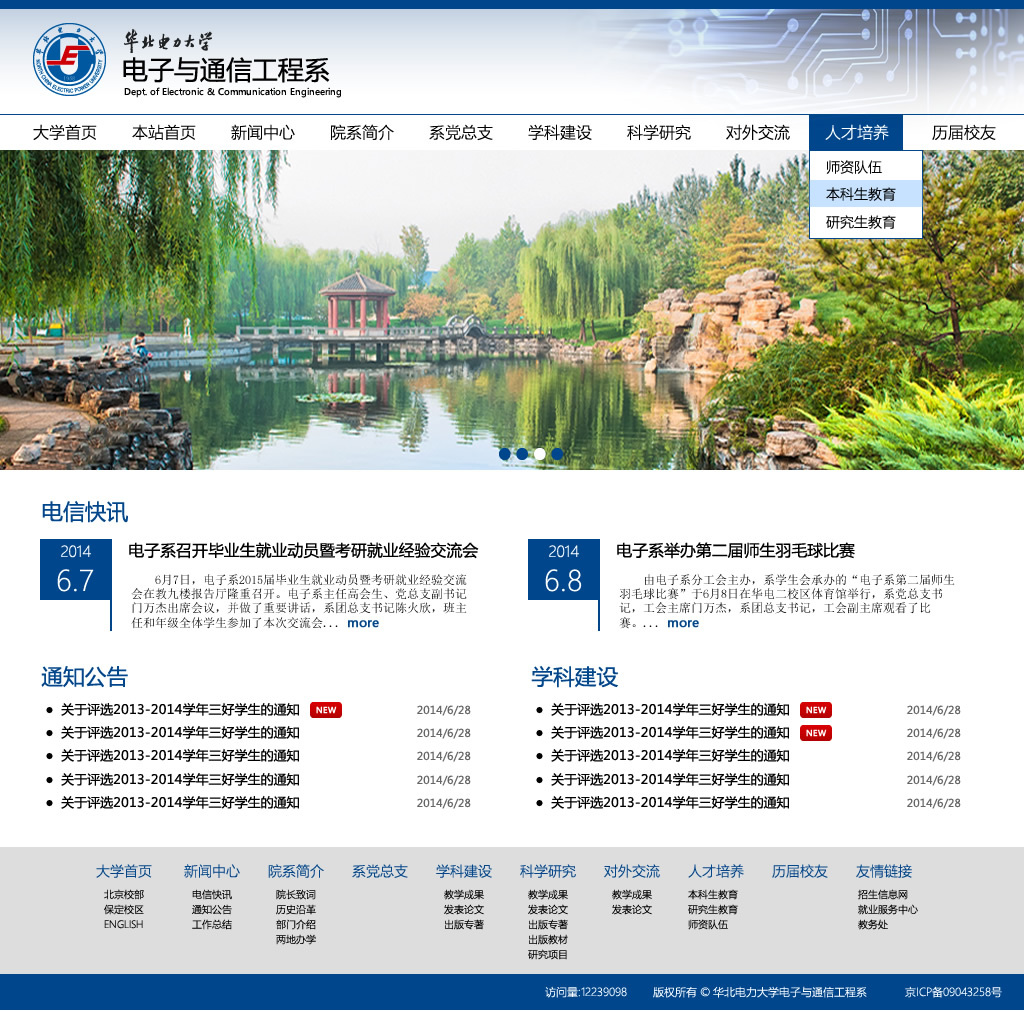 华北电力大学
NORTH CHINA ELECTRIC POWER UNIVERSITY
1958
华北电力大学
电子与通信工程系
Dept. of Electronic & Communication Engineering
大学首页 本站首页 新闻中心 院系简介 系党总支 学科建设 科学研究 对外交流 人才培养 历届校友
师资队伍
本科生教育
研究生教育
电信快讯
2014
6.7
电子系召开毕业生就业动员暨考研就业经验交流会
6月7日，电子系2015届毕业生就业动员暨考研就业经验交流
会在教九楼报告厅隆重召开。电子系主任高会生、党总支副书记
门万杰出席会议，并做了重要讲话，系团总支书记陈火欣，班主
任和年级全体学生参加了本次交流会... more
2014
6.8
电子系举办第二届师生羽毛球比赛
由电子系分工会主办，系学生会承办的“电子系第二届师生
羽毛球比赛”于6月8日在华电二校区体育馆举行，系党总支书
记，工会主席门万杰，系团总支书记，工会副主席观看了比
赛。... more
通知公告
● 关于评选2013-2014学年三好学生的通知 NEW 2014/6/28
● 关于评选2013-2014学年三好学生的通知 2014/6/28
● 关于评选2013-2014学年三好学生的通知 2014/6/28
● 关于评选2013-2014学年三好学生的通知 2014/6/28
● 关于评选2013-2014学年三好学生的通知 2014/6/28
学科建设
● 关于评选2013-2014学年三好学生的通知 NEW 2014/6/28
● 关于评选2013-2014学年三好学生的通知 NEW 2014/6/28
● 关于评选2013-2014学年三好学生的通知 2014/6/28
● 关于评选2013-2014学年三好学生的通知 2014/6/28
● 关于评选2013-2014学年三好学生的通知 2014/6/28
大学首页
北京校部
保定校区
ENGLISH
新闻中心
电信快讯
通知公告
工作总结
院系简介
院长致词
历史沿革
部门介绍
两地办学
系党总支
学科建设
教学成果
发表论文
出版专著
科学研究
教学成果
发表论文
出版专著
出版教材
研究项目
对外交流
教学成果
发表论文
人才培养
本科生教育
研究生教育
师资队伍
历届校友
友情链接
招生信息网
就业服务中心
教务处
访问量:12239098 版权所有 © 华北电力大学电子与通信工程系 京ICP备09043258号